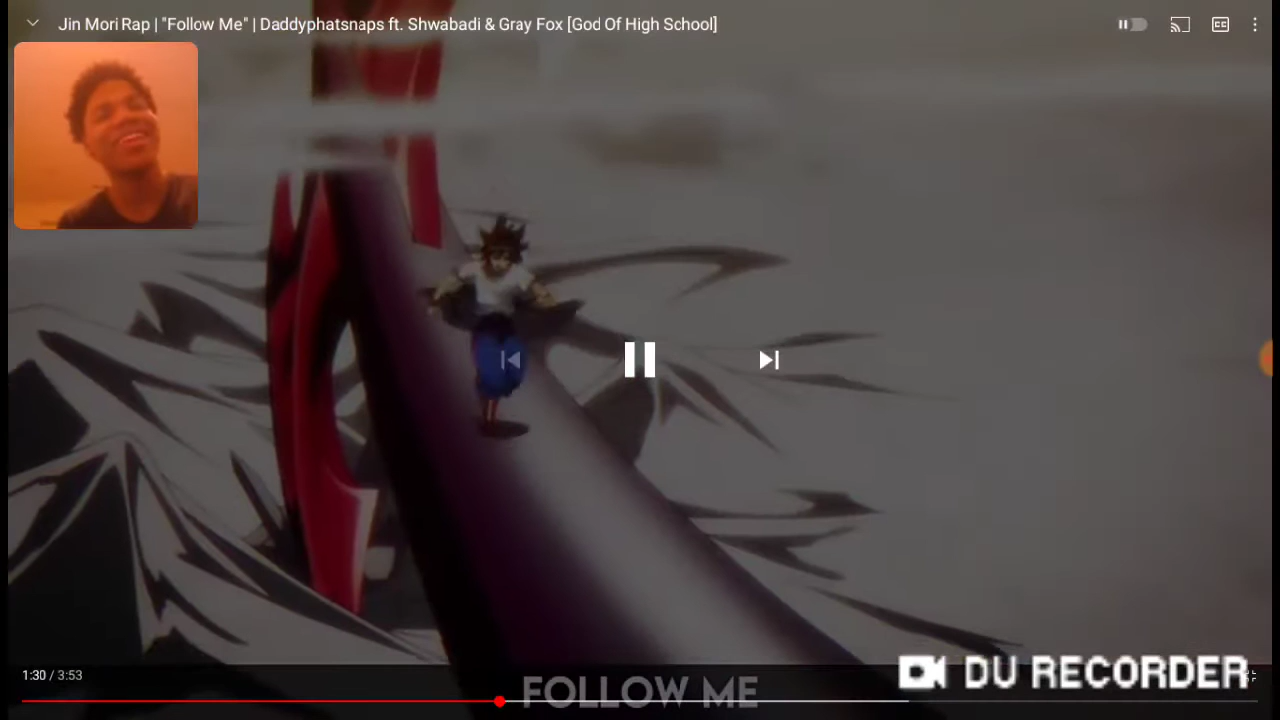 Jin Mori Rap | "Follow Me" | Daddyphatsnaps ft. Shwabadi & Gray Fox [God Of High School]
CC
1:30 / 3:53
DU RECORDER
FOLLOW ME